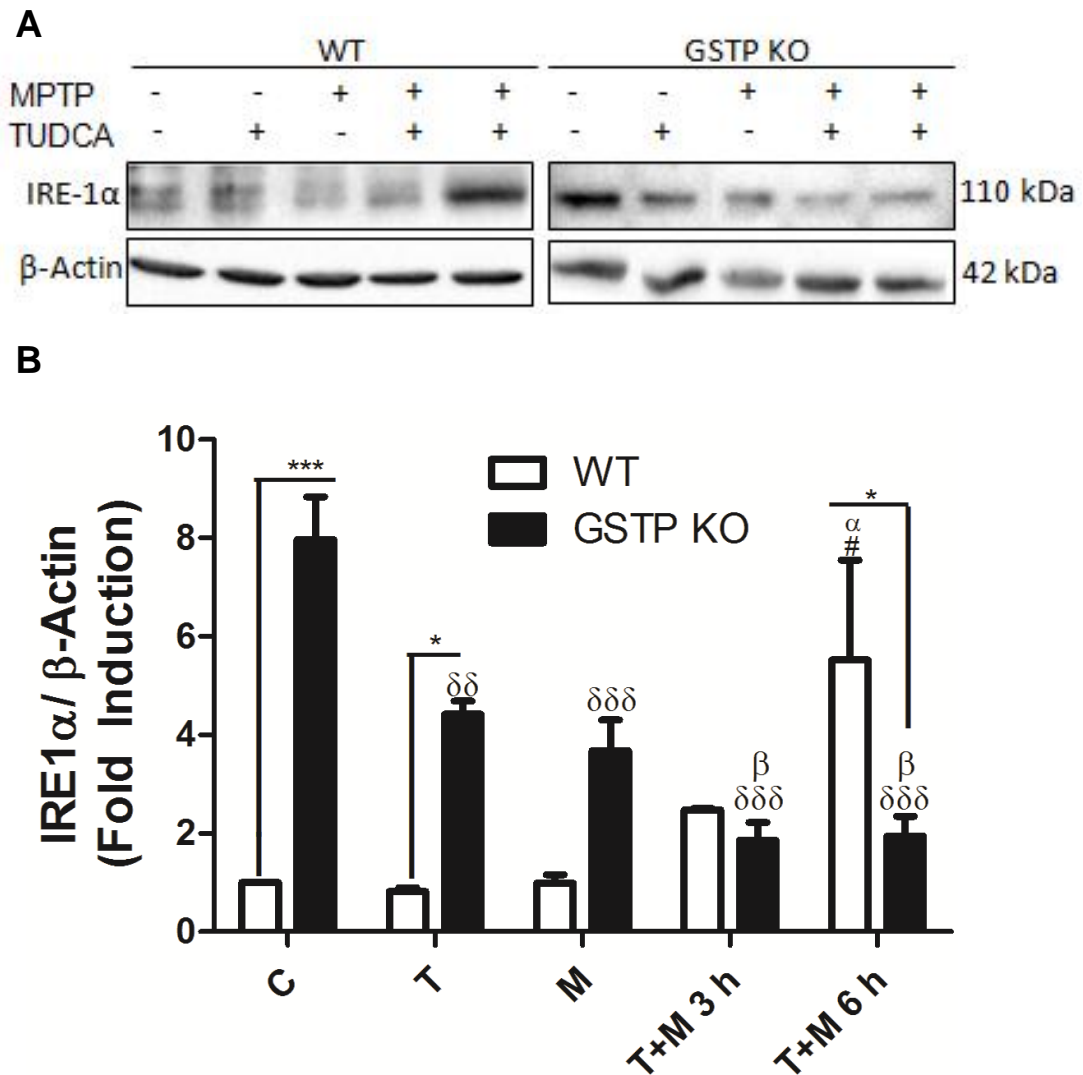 A
WT GSTP KO
MPTP - - + + + - - + + +
TUDCA - + - + + - + - + +
IRE-1α 110 kDa
β-Actin 42 kDa
B
10
8
6
4
2
0
IRE1α/ β-Actin
(Fold Induction)
WT
GSTP KO
***
*
δδ
δδδ
β
δδδ
*
α
#
β
δδδ
C
T
M
T+M 3 h
T+M 6 h